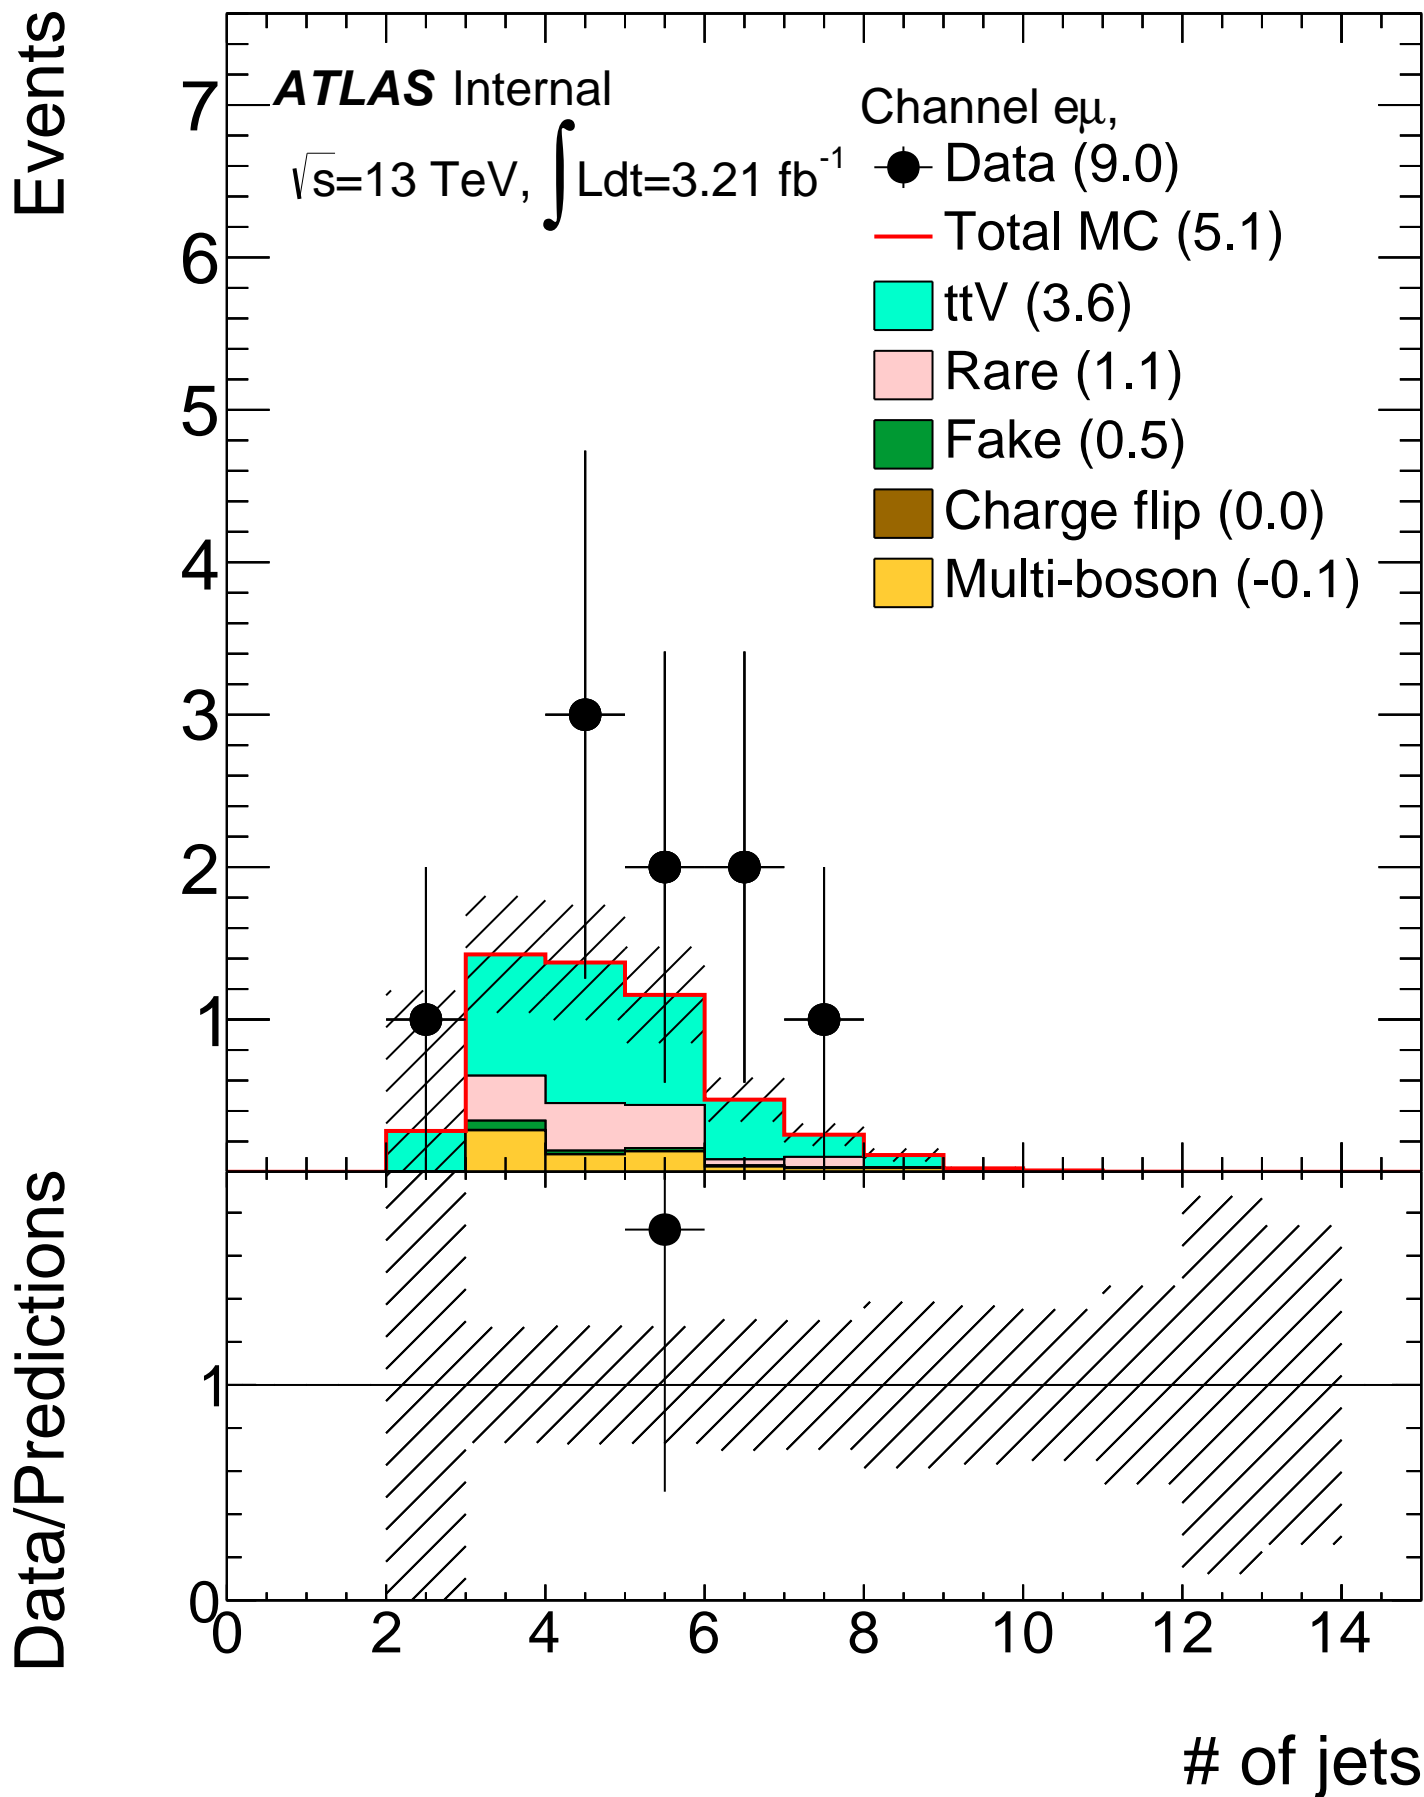 Events
7
6
5
4
3
2
1
ATLAS Internal
√s=13 TeV, ∫Ldt=3.21 fb⁻¹
Channel eμ,
Data (9.0)
Total MC (5.1)
ttV (3.6)
Rare (1.1)
Fake (0.5)
Charge flip (0.0)
Multi-boson (-0.1)
Data/Predictions
1
0
0 2 4 6 8 10 12 14
# of jets